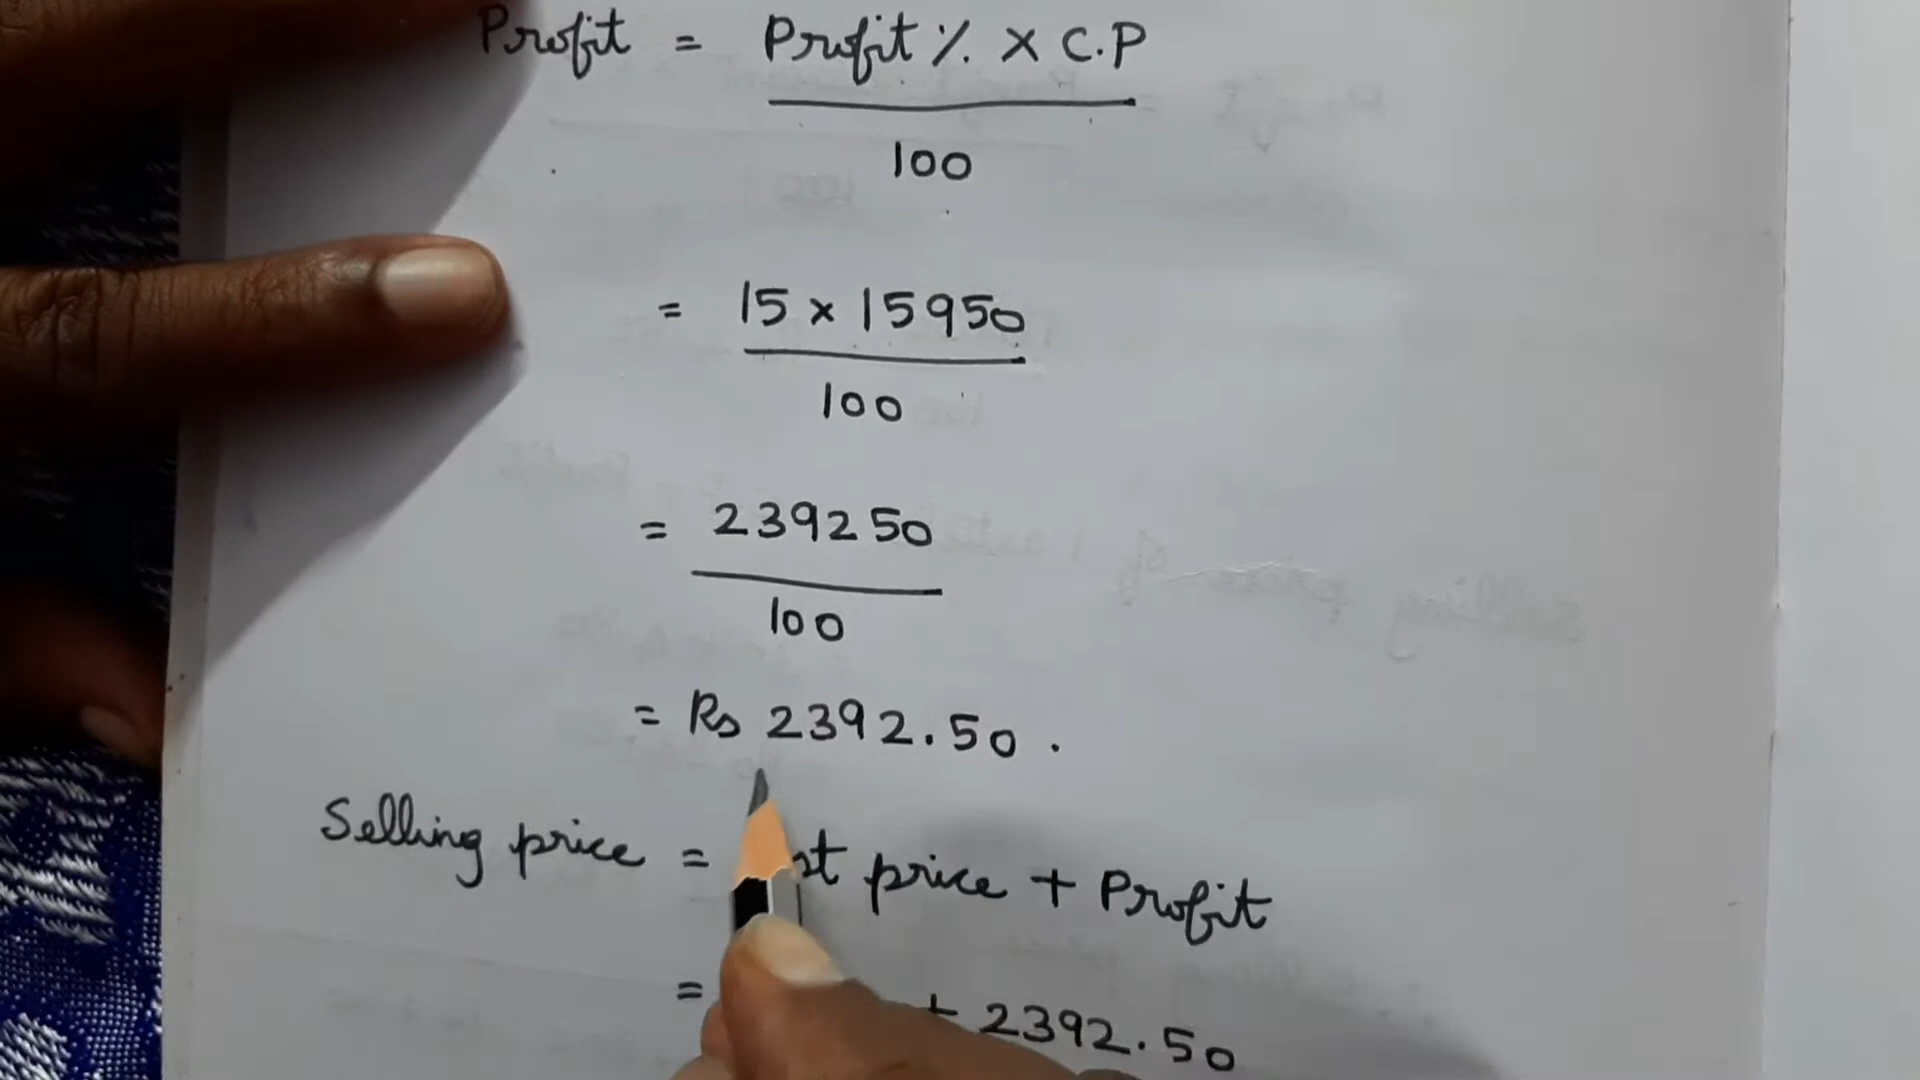 Profit = Profit % × C.P
100
= 15 × 15950
100
= 239250
100
= Rs 2392.50.
Selling price = price + Profit
= + 2392.50